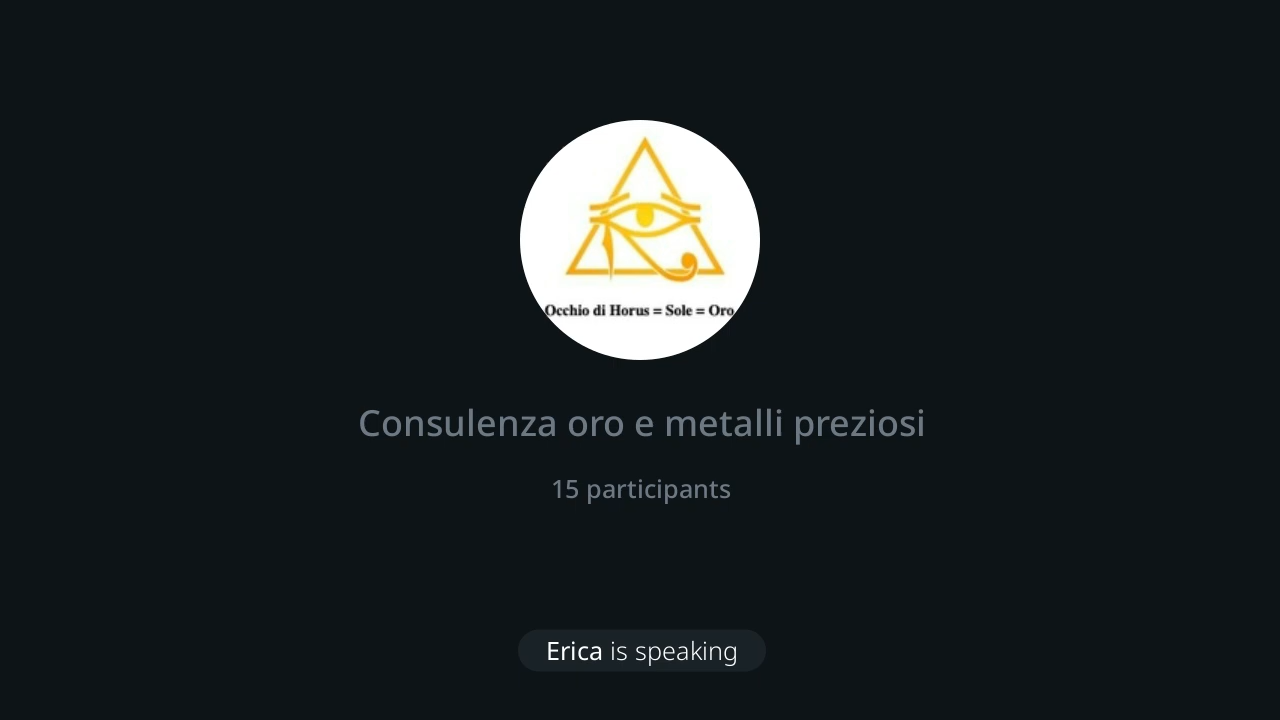 Occhio di Horus = Sole = Oro
Consulenza oro e metalli preziosi
15 participants
Erica is speaking